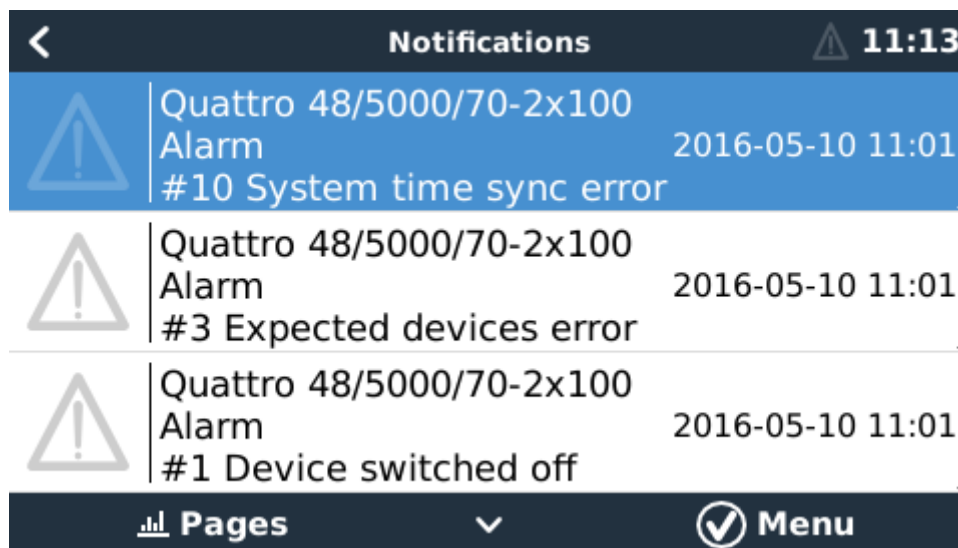 Notifications
11:13
Quattro 48/5000/70-2x100
Alarm
2016-05-10 11:01
#10 System time sync error
Quattro 48/5000/70-2x100
Alarm
2016-05-10 11:01
#3 Expected devices error
Quattro 48/5000/70-2x100
Alarm
2016-05-10 11:01
#1 Device switched off
Pages
Menu